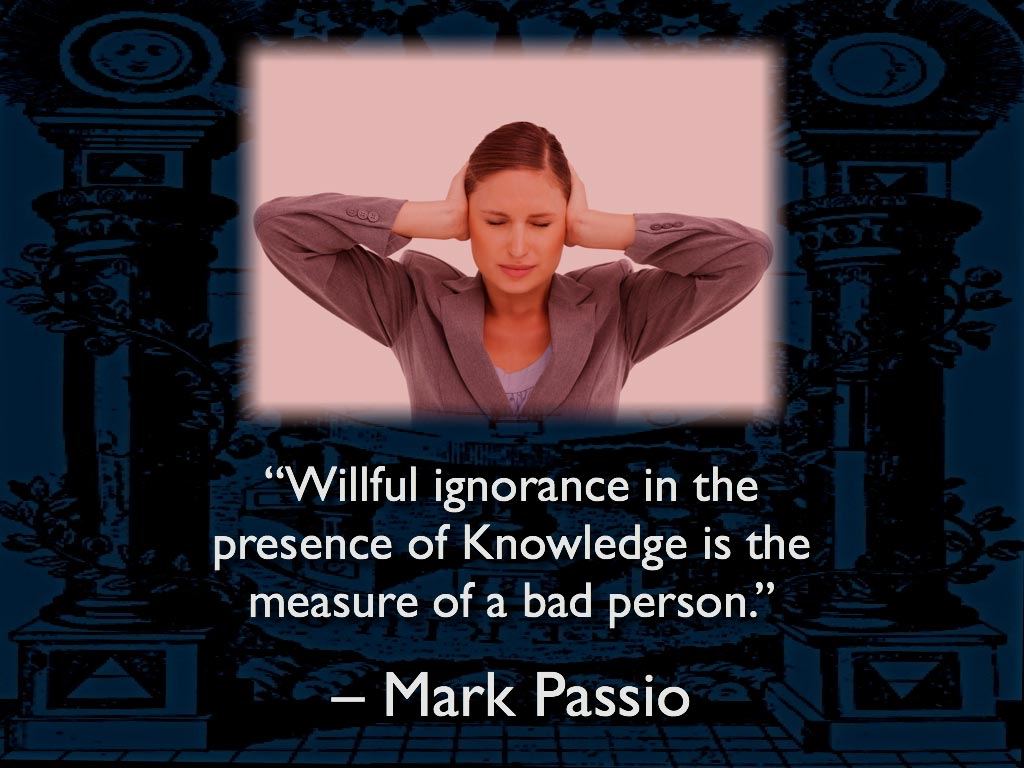 “Willful ignorance in the
presence of Knowledge is the
measure of a bad person.”
– Mark Passio